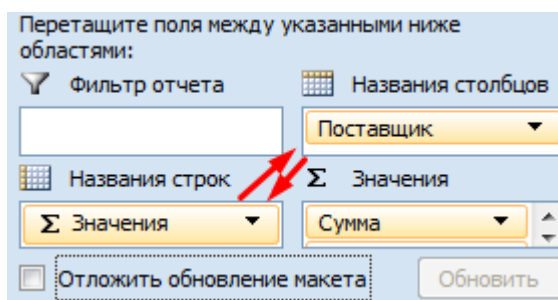 Перетащите поля между указанными ниже
областями:
Фильтр отчета
Названия столбцов
Поставщик
Названия строк
Σ Значения
Σ Значения
Сумма
Отложить обновление макета
Обновить